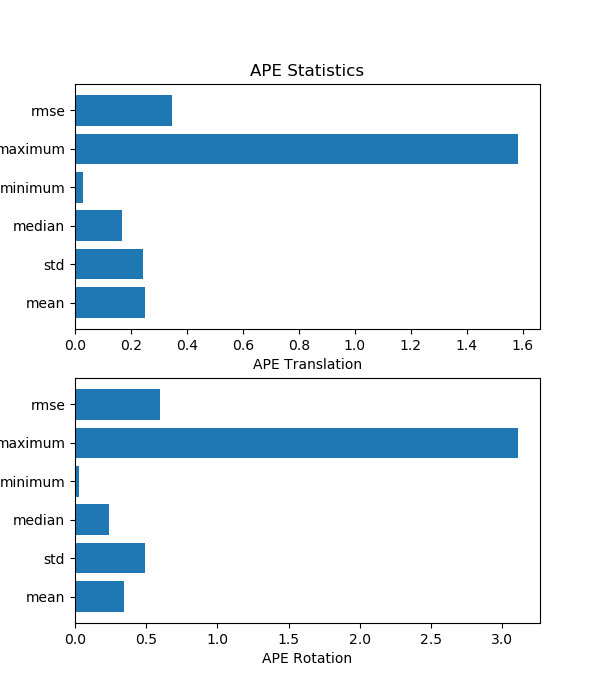 APE Statistics
rmse
maximum
minimum
median
std
mean
0.0 0.2 0.4 0.6 0.8 1.0 1.2 1.4 1.6
APE Translation
rmse
maximum
minimum
median
std
mean
0.0 0.5 1.0 1.5 2.0 2.5 3.0
APE Rotation